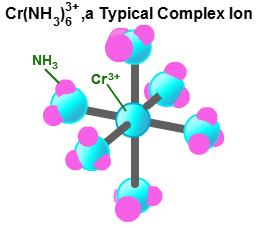 Cr(NH₃)₆³⁺,a Typical Complex Ion
NH₃
Cr³⁺